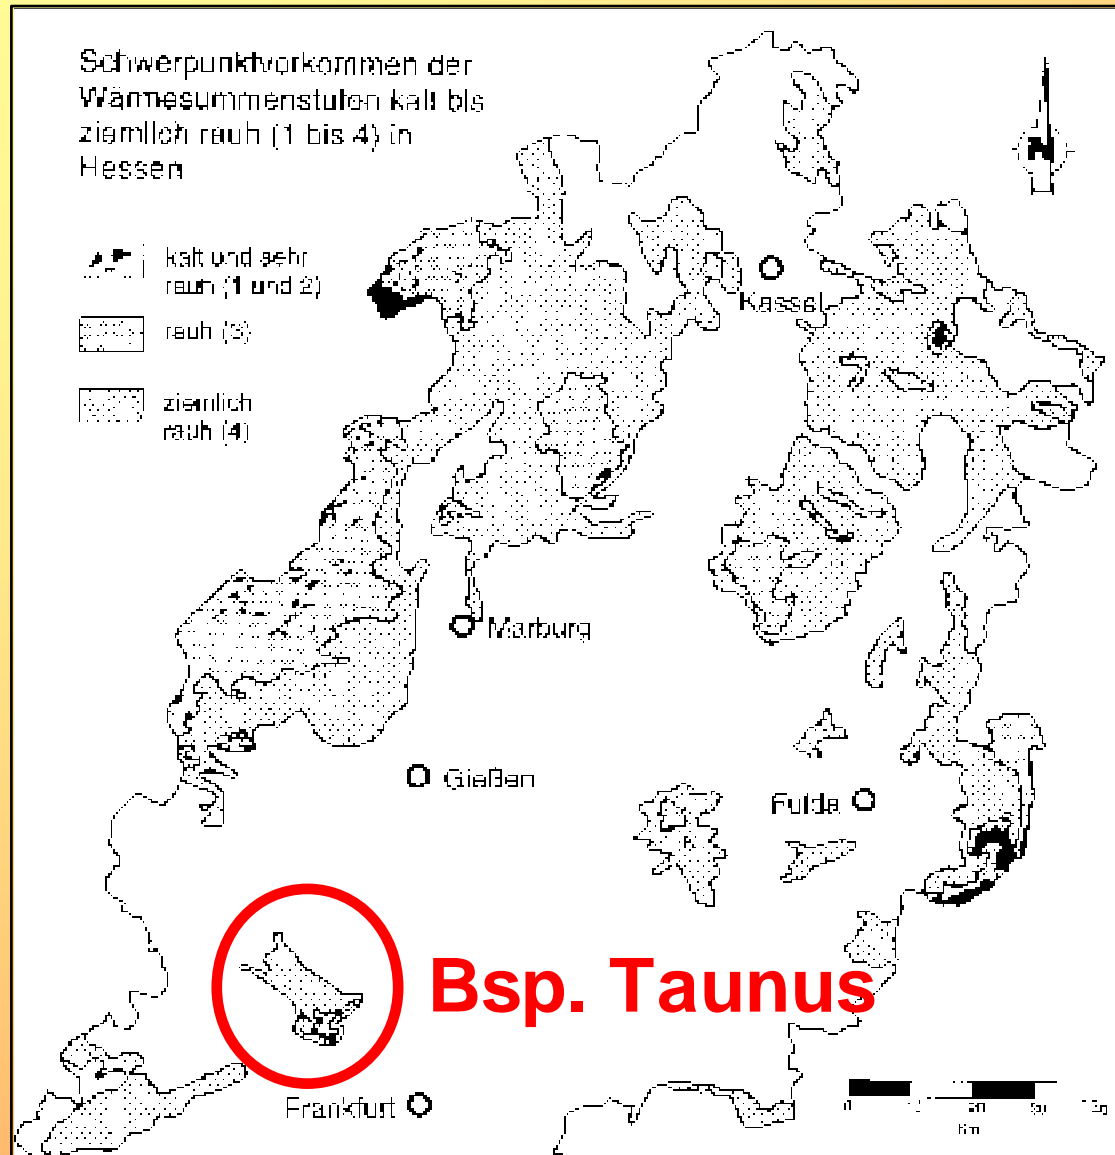 Schwerpunktvorkommen der
Wärmesummenstufen kalt bis
ziemlich rauh (1 bis 4) in
Hessen
N
kalt und sehr
rauh (1 und 2)
rauh (3)
ziemlich
rauh (4)
Kassel
Marburg
Gießen
Fulda
Bsp. Taunus
Frankfurt
0
Km